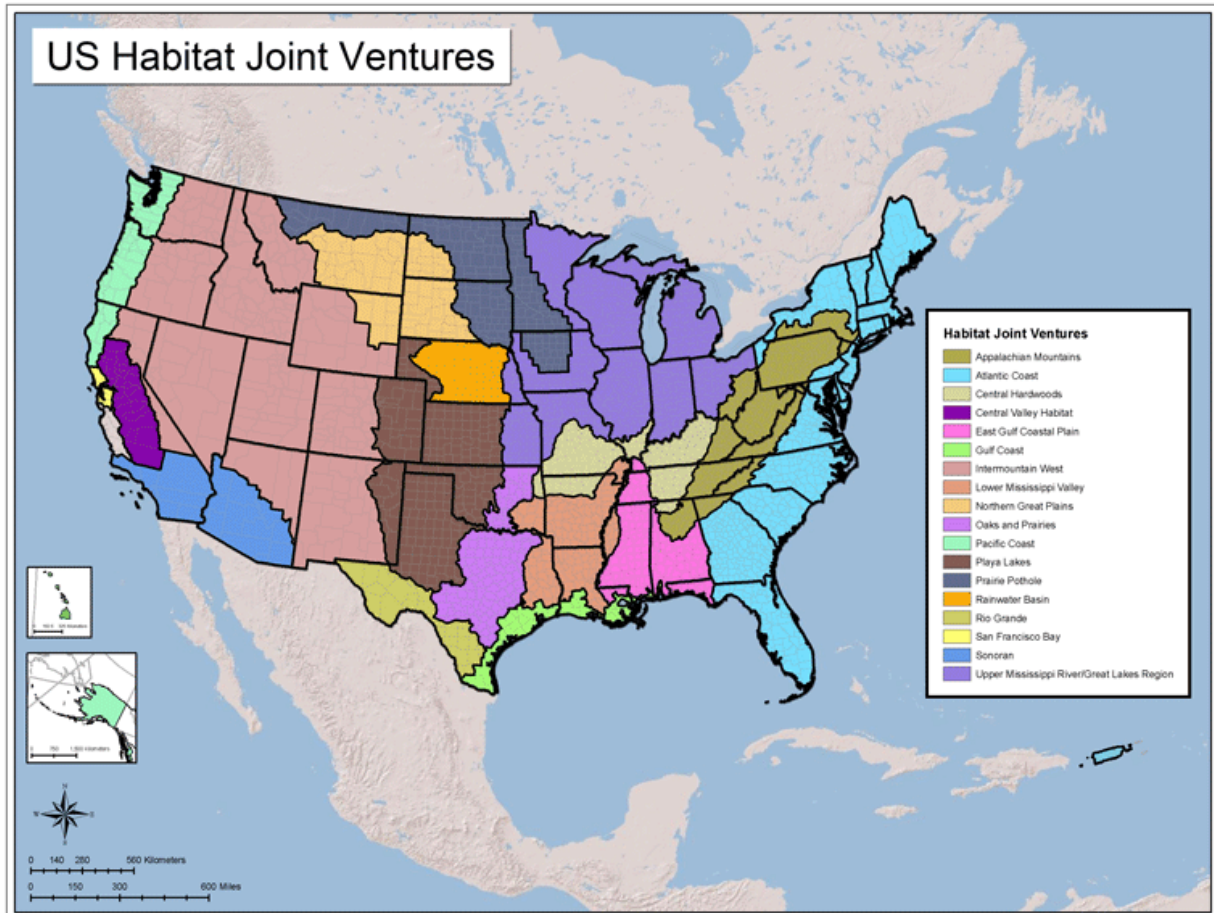 US Habitat Joint Ventures
Habitat Joint Ventures
Appalachian Mountains
Atlantic Coast
Central Hardwoods
Central Valley Habitat
East Gulf Coastal Plain
Gulf Coast
Intermountain West
Lower Mississippi Valley
Northern Great Plains
Oaks and Prairies
Pacific Coast
Playa Lakes
Prairie Pothole
Rainwater Basin
Rio Grande
San Francisco Bay
Sonoran
Upper Mississippi River/Great Lakes Region
N
W E
S
0 140 280 560 Kilometers
0 150 300 600 Miles